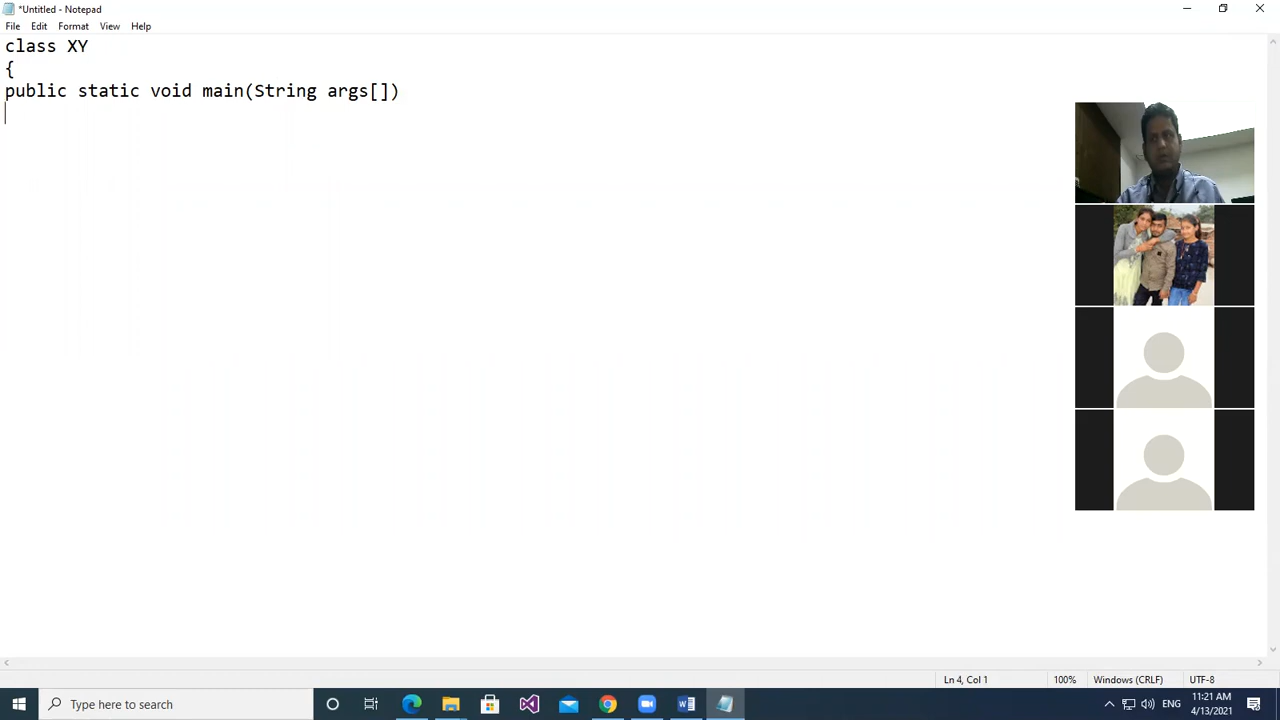 *Untitled - Notepad
File Edit Format View Help
class XY
{
public static void main(String args[])
Ln 4, Col 1 100% Windows (CRLF) UTF-8
Type here to search
ENG
11:21 AM
4/13/2021